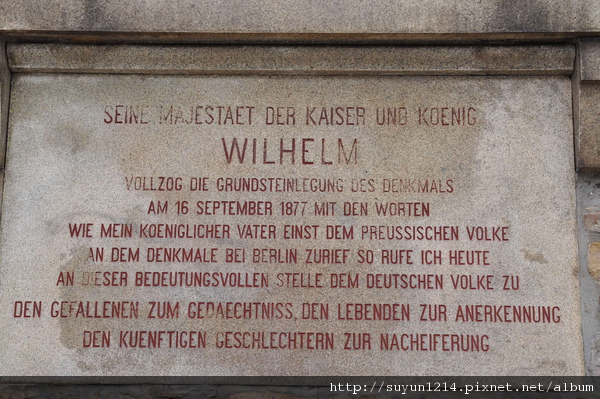 SEINE MAJESTAET DER KAISER UND KOENIG
WILHELM
VOLLZOG DIE GRUNDSTEINLEGUNG DES DENKMALS
AM 16 SEPTEMBER 1877 MIT DEN WORTEN
WIE MEIN KOENIGLICHER VATER EINST DEM PREUSSISCHEN VOLKE
AN DEM DENKMALE BEI BERLIN ZURIEF SO RUFE ICH HEUTE
AN DIESER BEDEUTUNGSVOLLEN STELLE DEM DEUTSCHEN VOLKE ZU
DEN GEFALLENEN ZUM GEDAECHTNISS, DEN LEBENDEN ZUR ANERKENNUNG
DEN KUENFTIGEN GESCHLECHTERN ZUR NACHEIFERUNG
http://suyun1214.pixnet.net/album